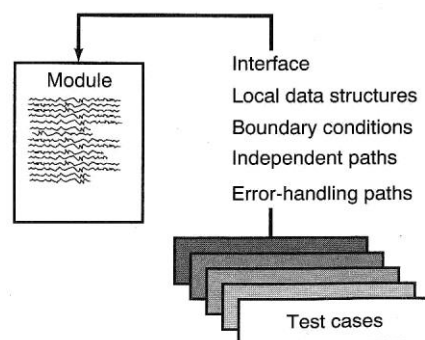 Module
Interface
Local data structures
Boundary conditions
Independent paths
Error-handling paths
Test cases